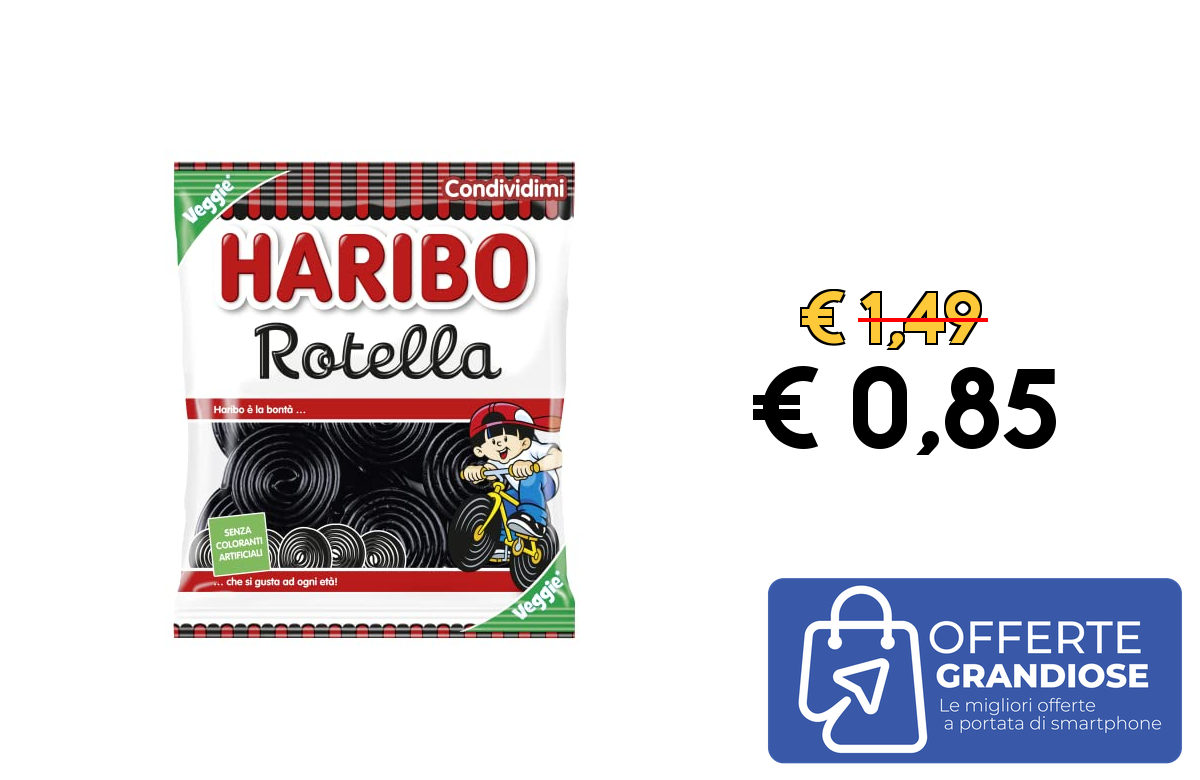 Veggie
Condividimi
HARIBO
Rotella
Haribo è la bontà ...
SENZA
COLORANTI
ARTIFICIALI
... che si gusta ad ogni età!
Veggie
€ 1,49
€ 0,85
OFFERTE
GRANDIOSE
Le migliori offerte
a portata di smartphone